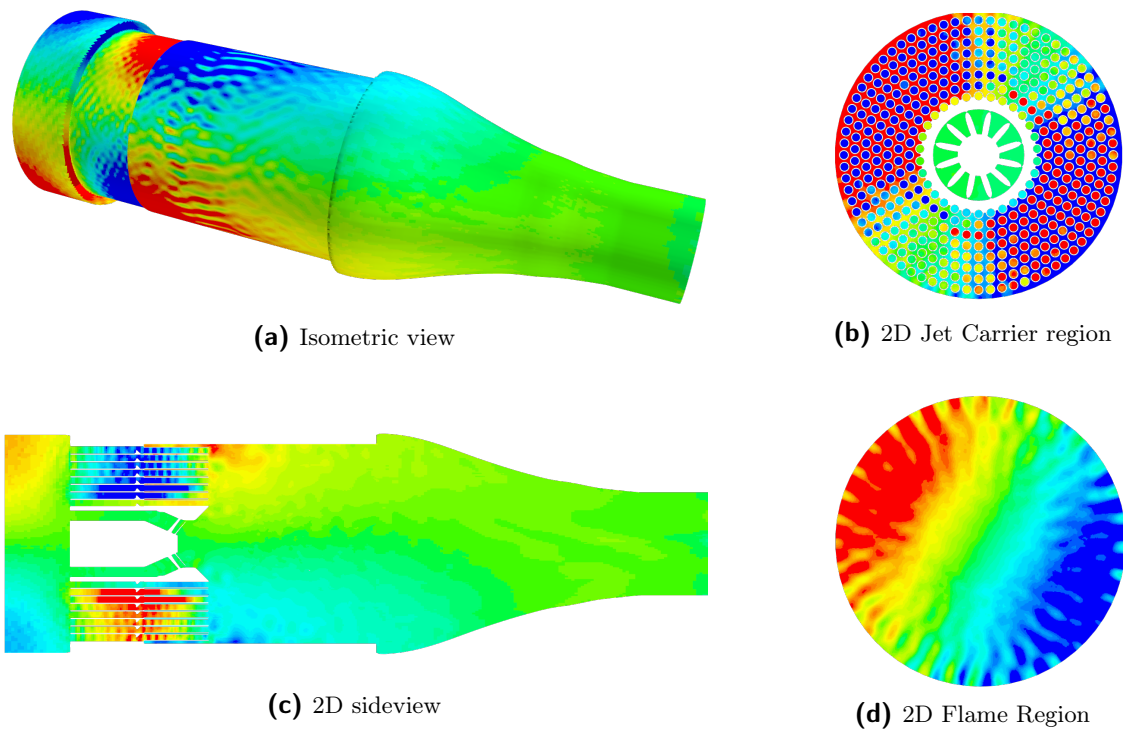 (a) Isometric view
(b) 2D Jet Carrier region
(c) 2D sideview
(d) 2D Flame Region